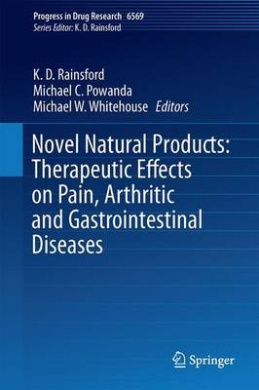 Progress in Drug Research 6569
Series Editor: K. D. Rainsford
K. D. Rainsford
Michael C. Powanda
Michael W. Whitehouse Editors
Novel Natural Products:
Therapeutic Effects
on Pain, Arthritic
and Gastrointestinal
Diseases
Springer